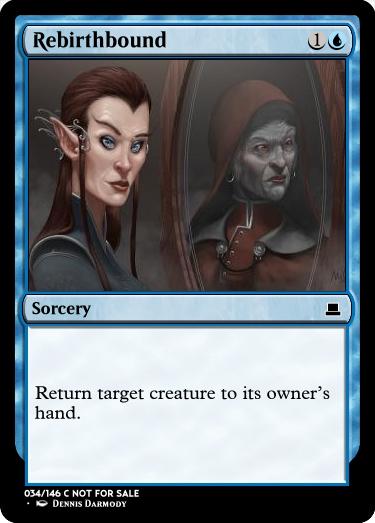 Rebirthbound 1
Sorcery
Return target creature to its owner's
hand.
034/146 C NOT FOR SALE
· Dennis Darmody